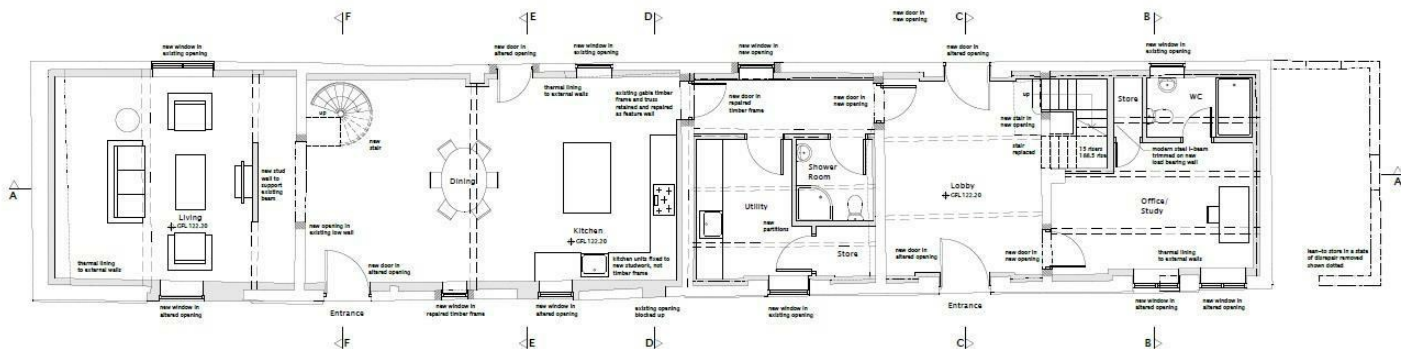 F
E
D
C
B
new door in
new opening
new window in
existing opening
new door in
altered opening
new window in
existing opening
new window in
new opening
new door in
altered opening
new window in
existing opening
thermal lining
to external walls
existing gable timber
frame and truss
retained and repaired
as feature wall
new door in
repaired
timber frame
new door in
new opening
up
up
Store
WC
new stair in
new opening
stair
replaced
15 risers
186.5 rise
modern steel I-beam
trimmed on new
load bearing wall
new
stair
new stud
wall to
support
existing
beam
Dining
Shower
Room
Lobby
GFL 122.20
Office/
Study
A
A
Living
GFL 122.20
Kitchen
GFL 122.20
Utility
new
partitions
Store
new opening in
existing low wall
thermal lining
to external walls
new door in
altered opening
kitchen units fixed to
new studwork, not
timber frame
new door in
altered opening
new door in
new opening
thermal lining
to external walls
lean-to store in a state
of disrepair removed
shown dotted
new window in
altered opening
Entrance
new window in
repaired timber frame
new window in
altered opening
existing opening
blocked up
new window in
existing opening
Entrance
new window in
altered opening
new window in
altered opening
F
E
D
C
B